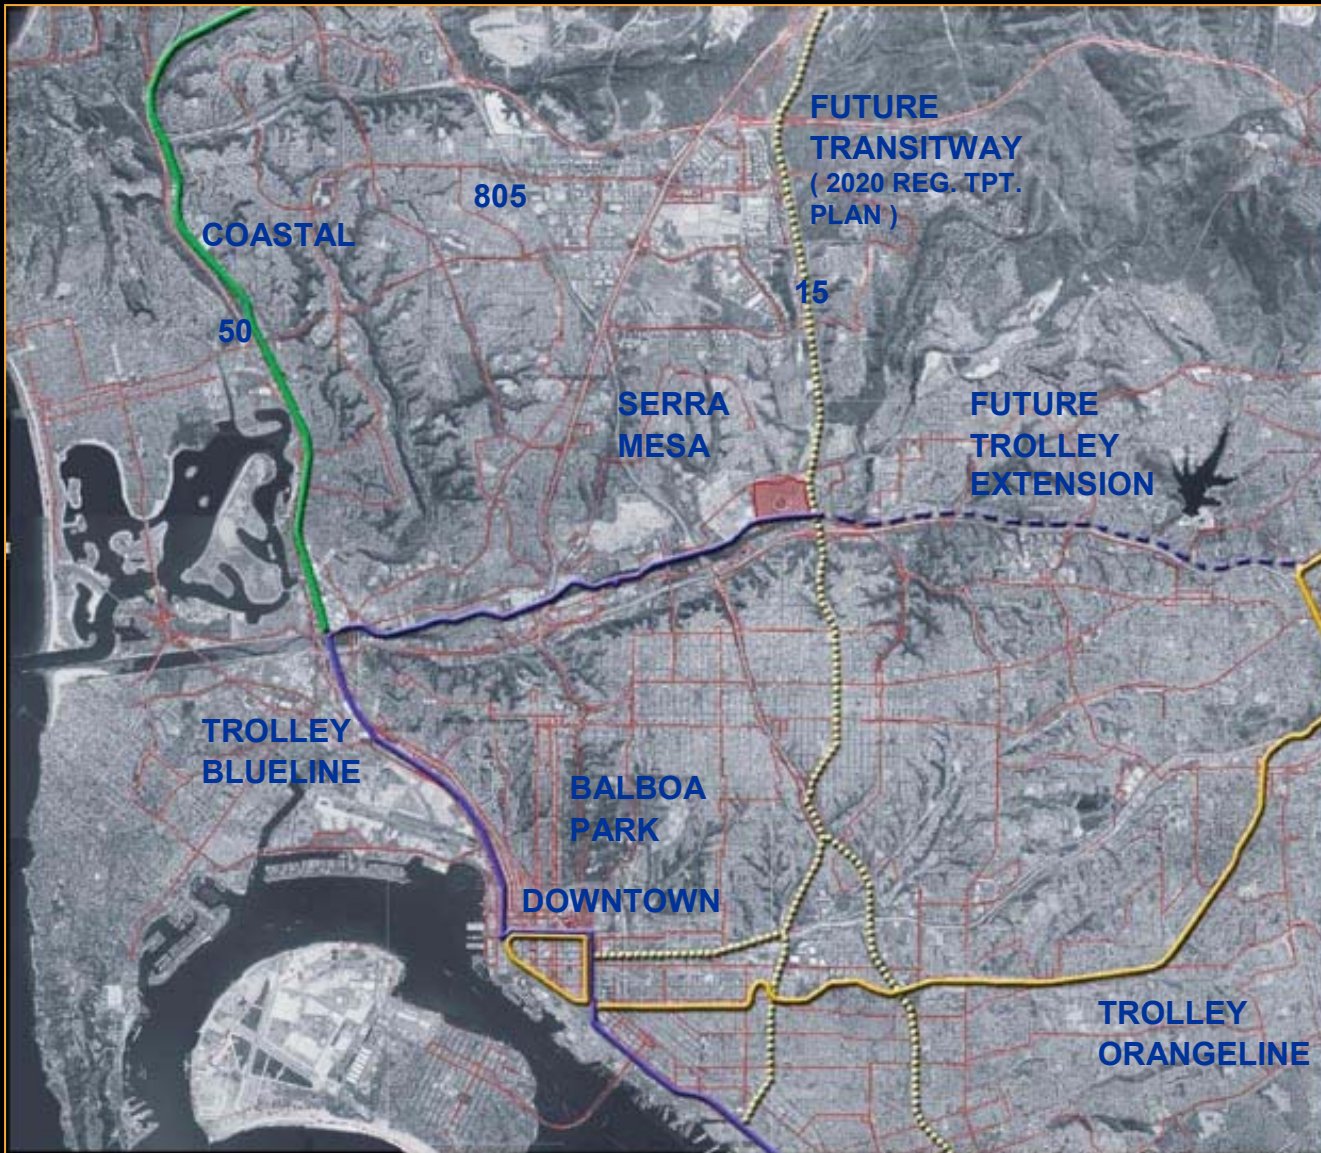 FUTURE
TRANSITWAY
( 2020 REG. TPT.
PLAN )
805
COASTAL
15
50
SERRA
MESA
FUTURE
TROLLEY
EXTENSION
TROLLEY
BLUELINE
BALBOA
PARK
DOWNTOWN
TROLLEY
ORANGELINE